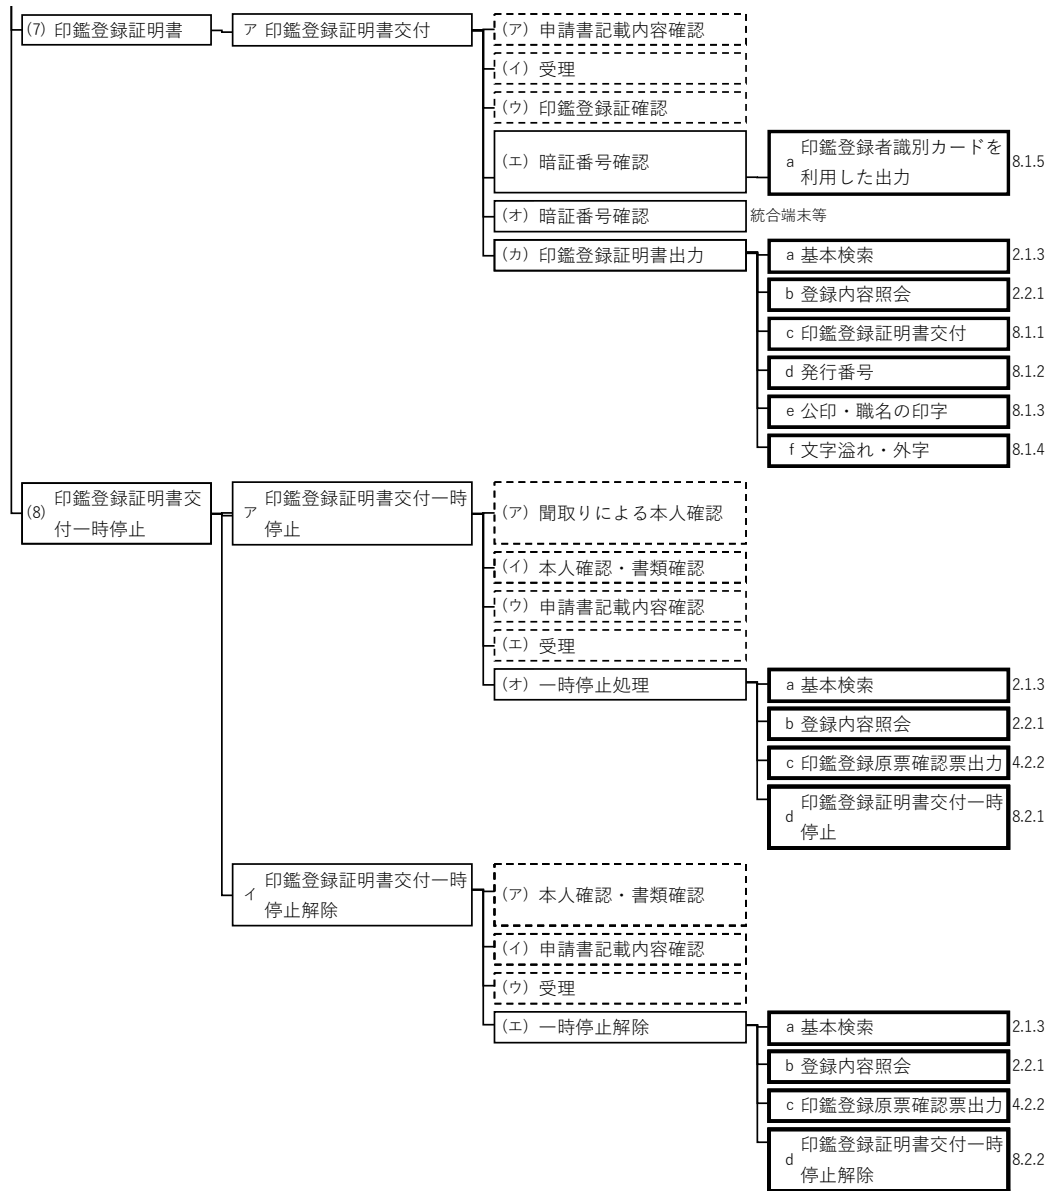 (7) 印鑑登録証明書
ア 印鑑登録証明書交付
(ア) 申請書記載内容確認
(イ) 受理
(ウ) 印鑑登録証確認
(エ) 暗証番号確認
a 印鑑登録者識別カードを
利用した出力
8.1.5
(オ) 暗証番号確認
統合端末等
(カ) 印鑑登録証明書出力
a 基本検索
2.1.3
b 登録内容照会
2.2.1
c 印鑑登録証明書交付
8.1.1
d 発行番号
8.1.2
e 公印・職名の印字
8.1.3
f 文字溢れ・外字
8.1.4
(8) 印鑑登録証明書交
付一時停止
ア 印鑑登録証明書交付一時
停止
(ア) 聞取りによる本人確認
(イ) 本人確認・書類確認
(ウ) 申請書記載内容確認
(エ) 受理
(オ) 一時停止処理
a 基本検索
2.1.3
b 登録内容照会
2.2.1
c 印鑑登録原票確認票出力
4.2.2
d 印鑑登録証明書交付一時
停止
8.2.1
イ 印鑑登録証明書交付一時
停止解除
(ア) 本人確認・書類確認
(イ) 申請書記載内容確認
(ウ) 受理
(エ) 一時停止解除
a 基本検索
2.1.3
b 登録内容照会
2.2.1
c 印鑑登録原票確認票出力
4.2.2
d 印鑑登録証明書交付一時
停止解除
8.2.2